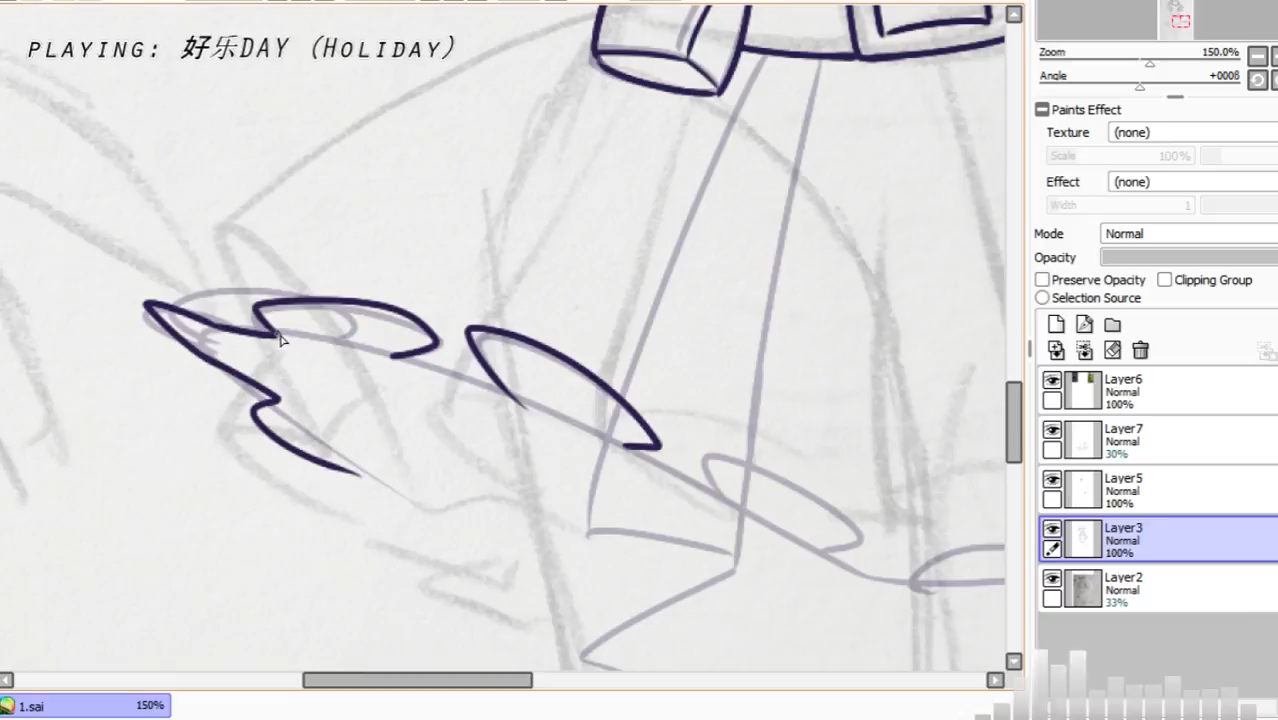 PLAYING: 好乐DAY (HOLIDAY)
Zoom 150.0%
Angle +0008
Paints Effect
Texture (none)
Scale 100%
Effect (none)
Width 1
Mode Normal
Opacity
Preserve Opacity Clipping Group
Selection Source
Layer6
Normal
100%
Layer7
Normal
30%
Layer5
Normal
100%
Layer3
Normal
100%
Layer2
Normal
33%
1.sai 150%